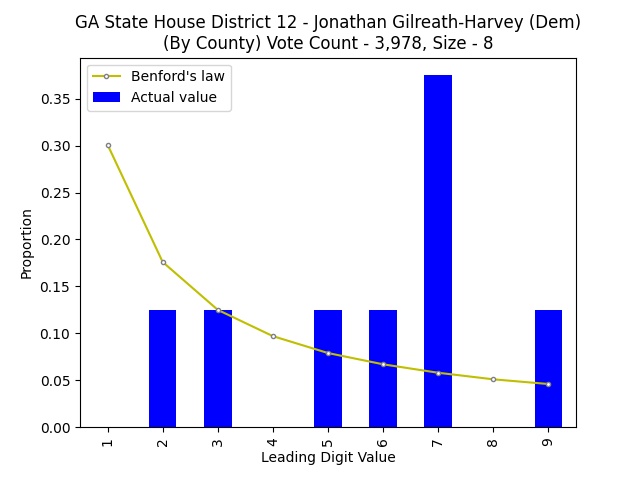 GA State House District 12 - Jonathan Gilreath-Harvey (Dem)
(By County) Vote Count - 3,978, Size - 8
Benford's law
Actual value
0.35
0.30
0.25
0.20
0.15
0.10
0.05
0.00
Proportion
1 2 3 4 5 6 7 8 9
Leading Digit Value